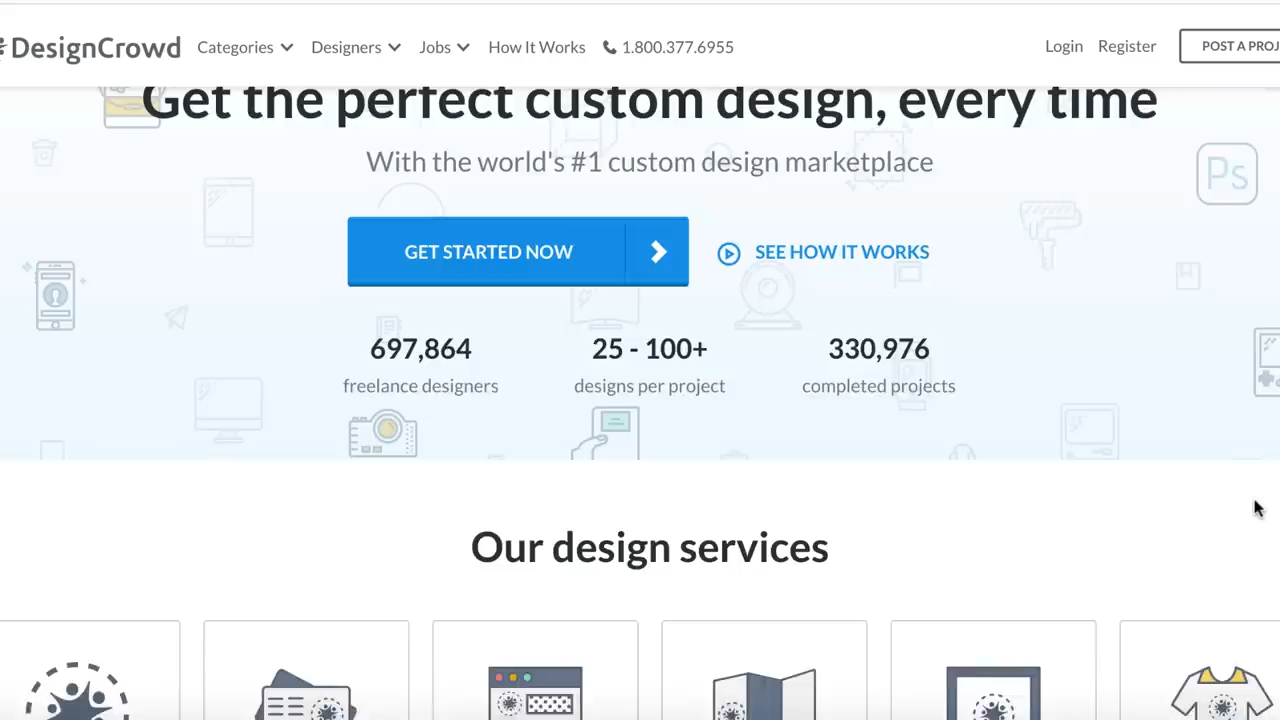 DesignCrowd Categories Designers Jobs How It Works 1.800.377.6955 Login Register POST A PROJ
Get the perfect custom design, every time
With the world's #1 custom design marketplace
Ps
GET STARTED NOW SEE HOW IT WORKS
697,864 25 - 100+ 330,976
freelance designers designs per project completed projects
Our design services